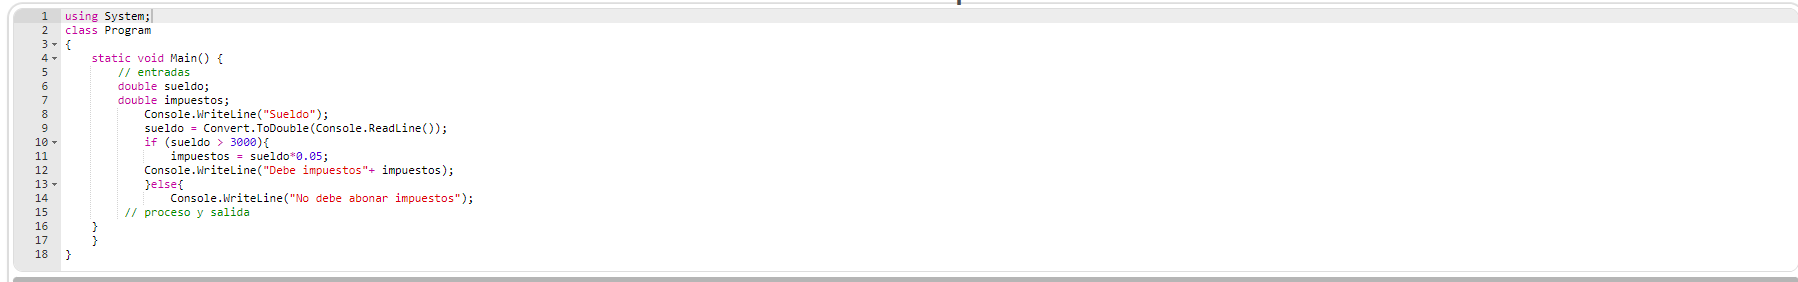 1 using System;
2 class Program
3 {
4 static void Main() {
5 // entradas
6 double sueldo;
7 double impuestos;
8 Console.WriteLine("Sueldo");
9 sueldo = Convert.ToDouble(Console.ReadLine());
10 if (sueldo > 3000){
11 impuestos = sueldo*0.05;
12 Console.WriteLine("Debe impuestos"+ impuestos);
13 }else{
14 Console.WriteLine("No debe abonar impuestos");
15 // proceso y salida
16 }
17 }
18 }